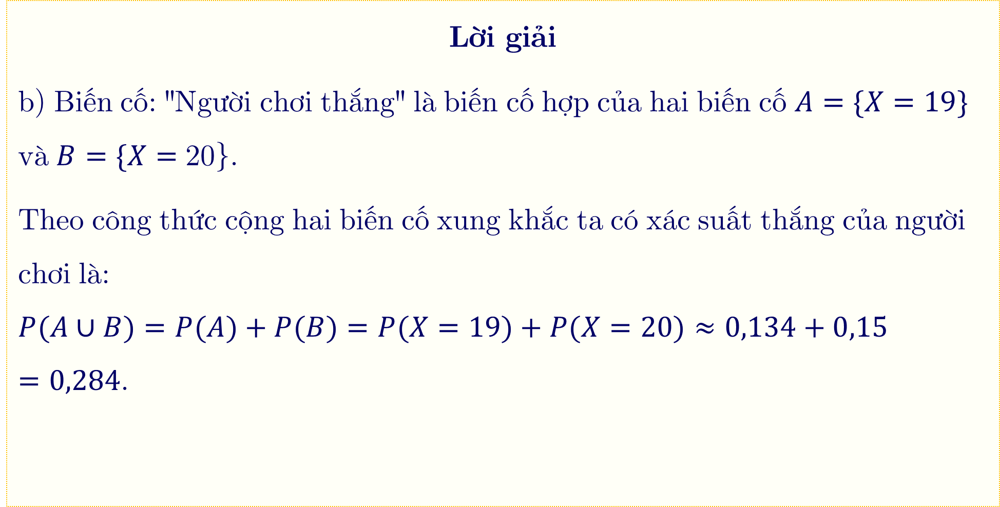 Lời giải
b) Biến cố: "Người chơi thắng" là biến cố hợp của hai biến cố A = {X = 19}
và B = {X = 20}.
Theo công thức cộng hai biến cố xung khắc ta có xác suất thắng của người
chơi là:
P(A ∪ B) = P(A) + P(B) = P(X = 19) + P(X = 20) ≈ 0,134 + 0,15
= 0,284.